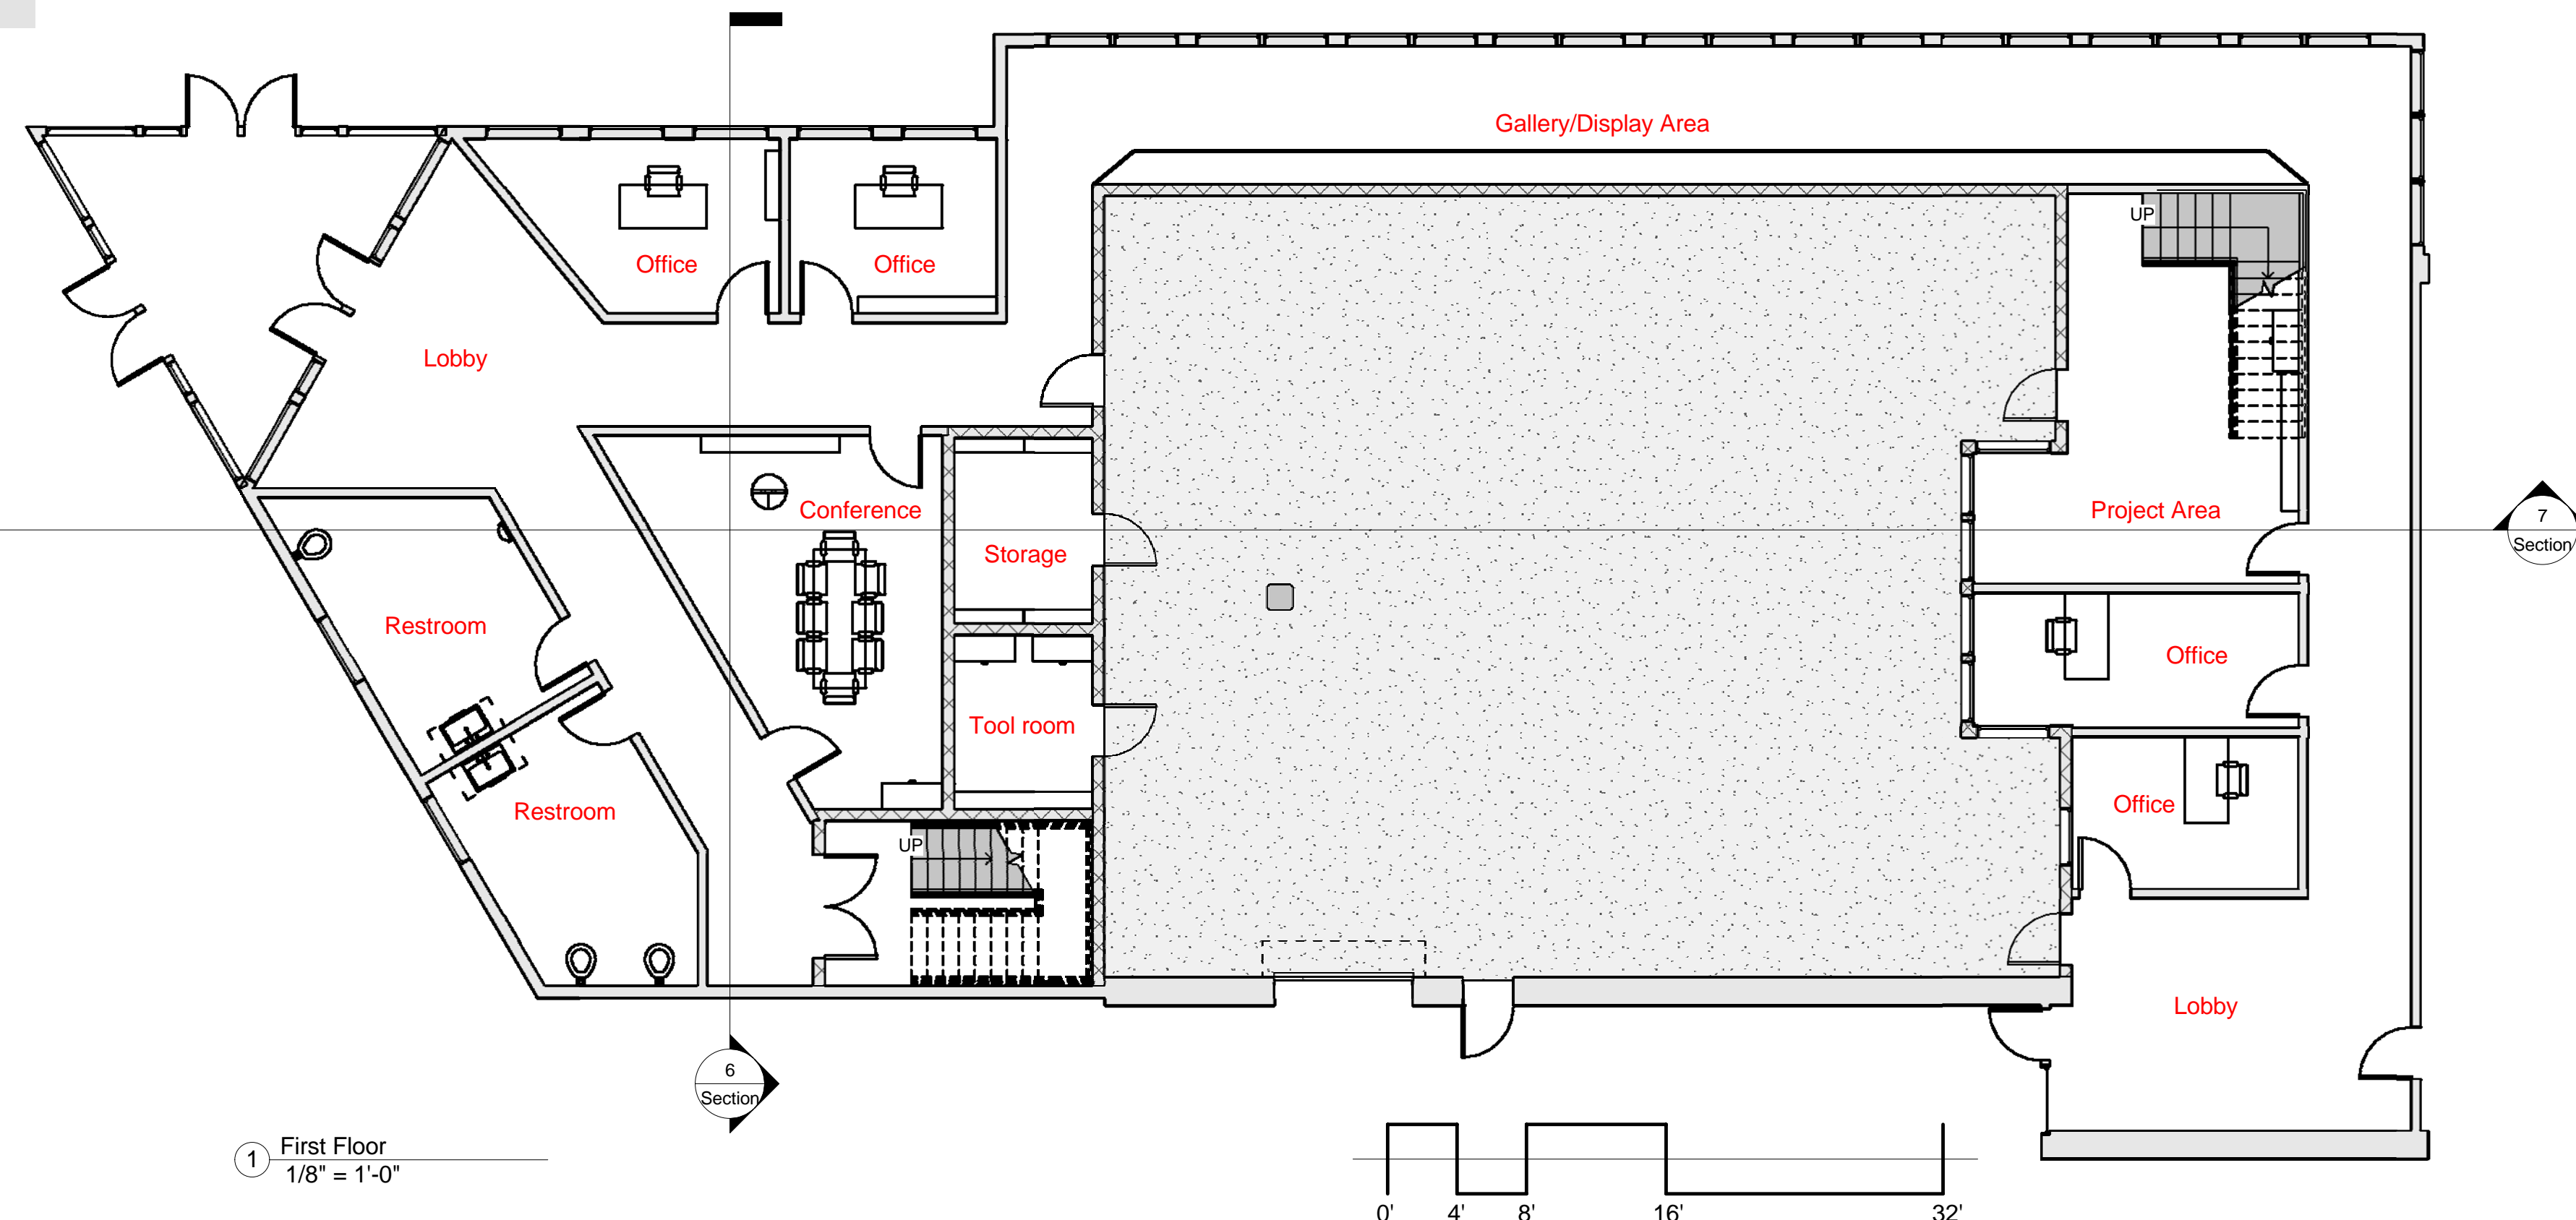 Gallery/Display Area
UP
Office
Office
Lobby
Conference
Project Area
7
Section
Storage
Restroom
Office
Tool room
Office
Restroom
UP
Lobby
6
Section
1
First Floor
1/8" = 1'-0"
0'
4'
8'
16'
32'